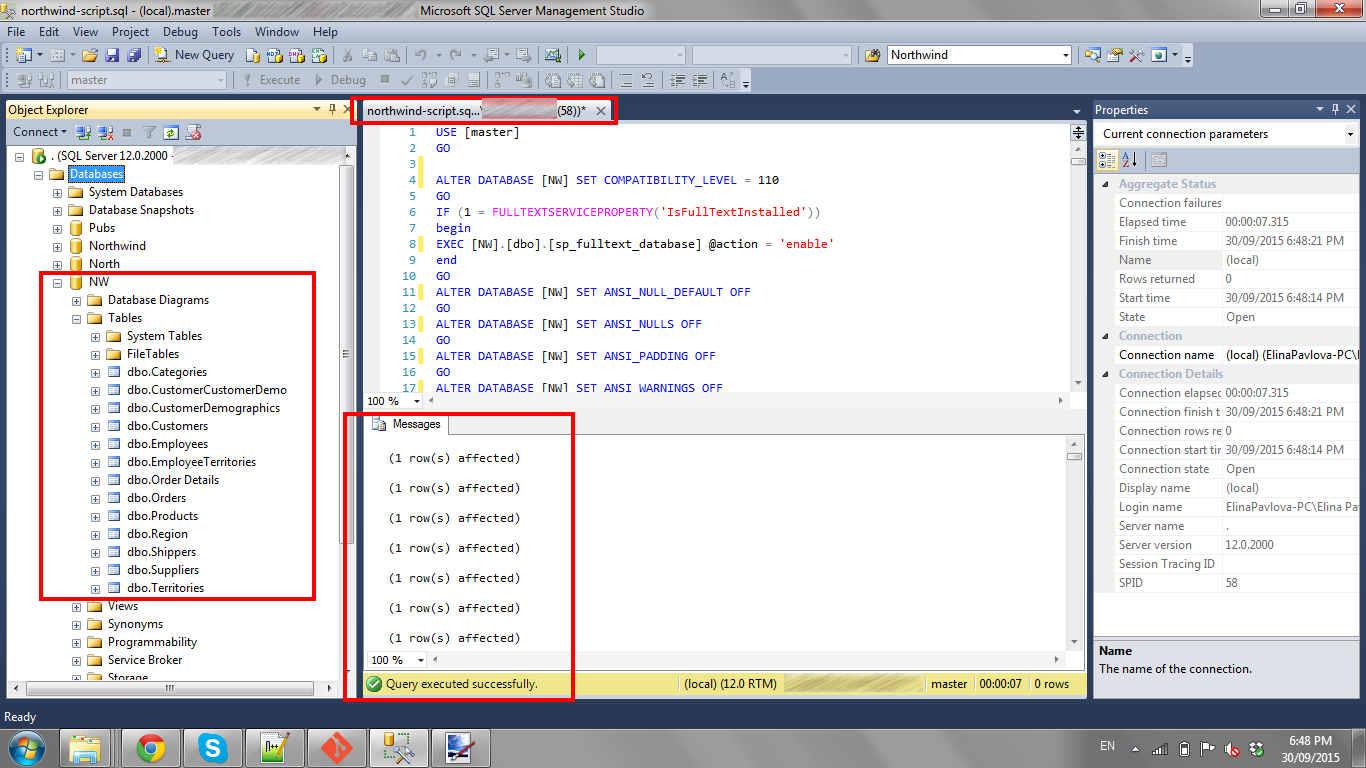 northwind-script.sql - (local).master
Microsoft SQL Server Management Studio
File Edit View Project Debug Tools Window Help
New Query
Northwind
master
Execute
Debug
Object Explorer
Connect
. (SQL Server 12.0.2000 -
Databases
System Databases
Database Snapshots
Pubs
Northwind
North
NW
Database Diagrams
Tables
System Tables
FileTables
dbo.Categories
dbo.CustomerCustomerDemo
dbo.CustomerDemographics
dbo.Customers
dbo.Employees
dbo.EmployeeTerritories
dbo.Order Details
dbo.Orders
dbo.Products
dbo.Region
dbo.Shippers
dbo.Suppliers
dbo.Territories
Views
Synonyms
Programmability
Service Broker
Storage
northwind-script.sq...\ (58))*
1 USE [master]
2 GO
3
4 ALTER DATABASE [NW] SET COMPATIBILITY_LEVEL = 110
5 GO
6 IF (1 = FULLTEXTSERVICEPROPERTY('IsFullTextInstalled'))
7 begin
8 EXEC [NW].[dbo].[sp_fulltext_database] @action = 'enable'
9 end
10 GO
11 ALTER DATABASE [NW] SET ANSI_NULL_DEFAULT OFF
12 GO
13 ALTER DATABASE [NW] SET ANSI_NULLS OFF
14 GO
15 ALTER DATABASE [NW] SET ANSI_PADDING OFF
16 GO
17 ALTER DATABASE [NW] SET ANSI_WARNINGS OFF
100 %
Messages
(1 row(s) affected)
(1 row(s) affected)
(1 row(s) affected)
(1 row(s) affected)
(1 row(s) affected)
(1 row(s) affected)
(1 row(s) affected)
100 %
Query executed successfully.
(local) (12.0 RTM)
master
00:00:07
0 rows
Properties
Current connection parameters
Aggregate Status
Connection failures
Elapsed time 00:00:07.315
Finish time 30/09/2015 6:48:21 PM
Name (local)
Rows returned 0
Start time 30/09/2015 6:48:14 PM
State Open
Connection
Connection name (local) (ElinaPavlova-PC\
Connection Details
Connection elapsed 00:00:07.315
Connection finish t 30/09/2015 6:48:21 PM
Connection rows re 0
Connection start tir 30/09/2015 6:48:14 PM
Connection state Open
Display name (local)
Login name ElinaPavlova-PC\Elina Pa
Server name .
Server version 12.0.2000
Session Tracing ID
SPID 58
Name
The name of the connection.
Ready
EN
6:48 PM
30/09/2015